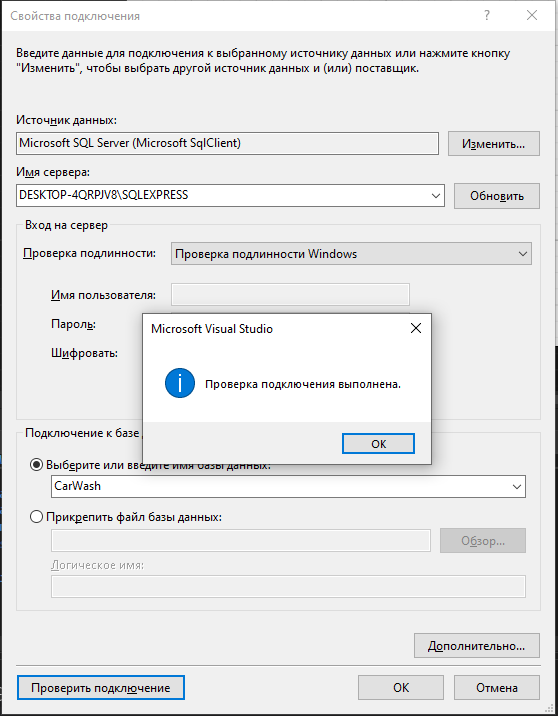 Свойства подключения
Введите данные для подключения к выбранному источнику данных или нажмите кнопку
"Изменить", чтобы выбрать другой источник данных и (или) поставщик.
Источник данных:
Microsoft SQL Server (Microsoft SqlClient)
Изменить...
Имя сервера:
DESKTOP-4QRPJV8\SQLEXPRESS
Обновить
Вход на сервер
Проверка подлинности:
Проверка подлинности Windows
Имя пользователя:
Пароль:
Шифровать:
Microsoft Visual Studio
Проверка подключения выполнена.
OK
Подключение к базе
Выберите или введите имя базы данных:
CarWash
Прикрепить файл базы данных:
Обзор...
Логическое имя:
Дополнительно...
Проверить подключение
OK
Отмена